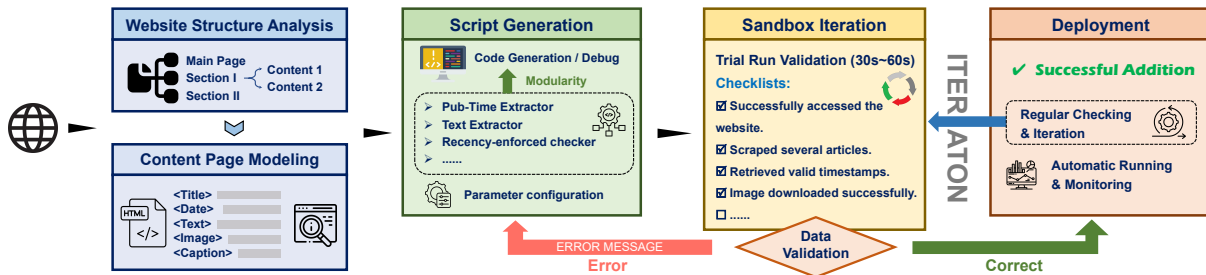 Website Structure Analysis
Main Page
Section I
Content 1
Content 2
Section II
Content Page Modeling
HTML
</>
<Title>
<Date>
<Text>
<Image>
<Caption>
Script Generation
Code Generation / Debug
Modularity
Pub-Time Extractor
Text Extractor
Recency-enforced checker
......
Parameter configuration
Sandbox Iteration
Trial Run Validation (30s~60s)
Checklists:
Successfully accessed the
website.
Scraped several articles.
Retrieved valid timestamps.
Image downloaded successfully.
......
Data
Validation
ERROR MESSAGE
Error
Correct
ITER ATON
Deployment
✓ Successful Addition
Regular Checking
& Iteration
Automatic Running
& Monitoring